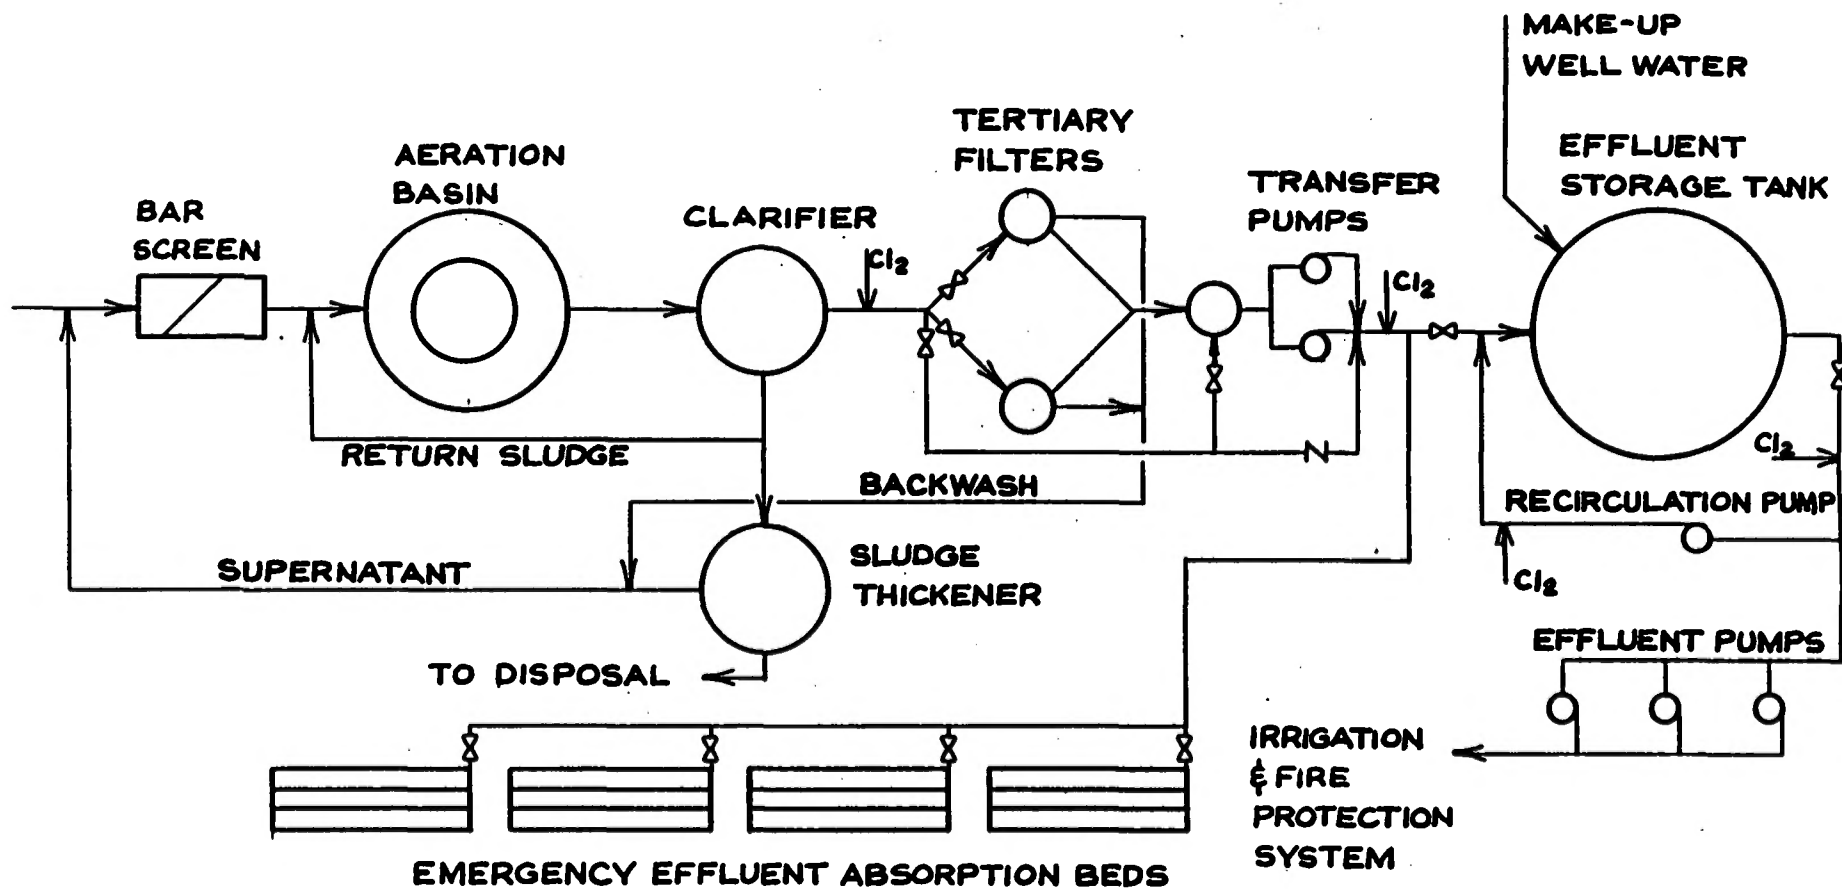 MAKE-UP
WELL WATER
TERTIARY
FILTERS
AERATION
BASIN
EFFLUENT
STORAGE TANK
TRANSFER
PUMPS
BAR
SCREEN
CLARIFIER
Cl2
Cl2
RETURN SLUDGE
BACKWASH
Cl2
RECIRCULATION PUMP
SUPERNATANT
SLUDGE
THICKENER
Cl2
EFFLUENT PUMPS
TO DISPOSAL
IRRIGATION
& FIRE
PROTECTION
SYSTEM
EMERGENCY EFFLUENT ABSORPTION BEDS